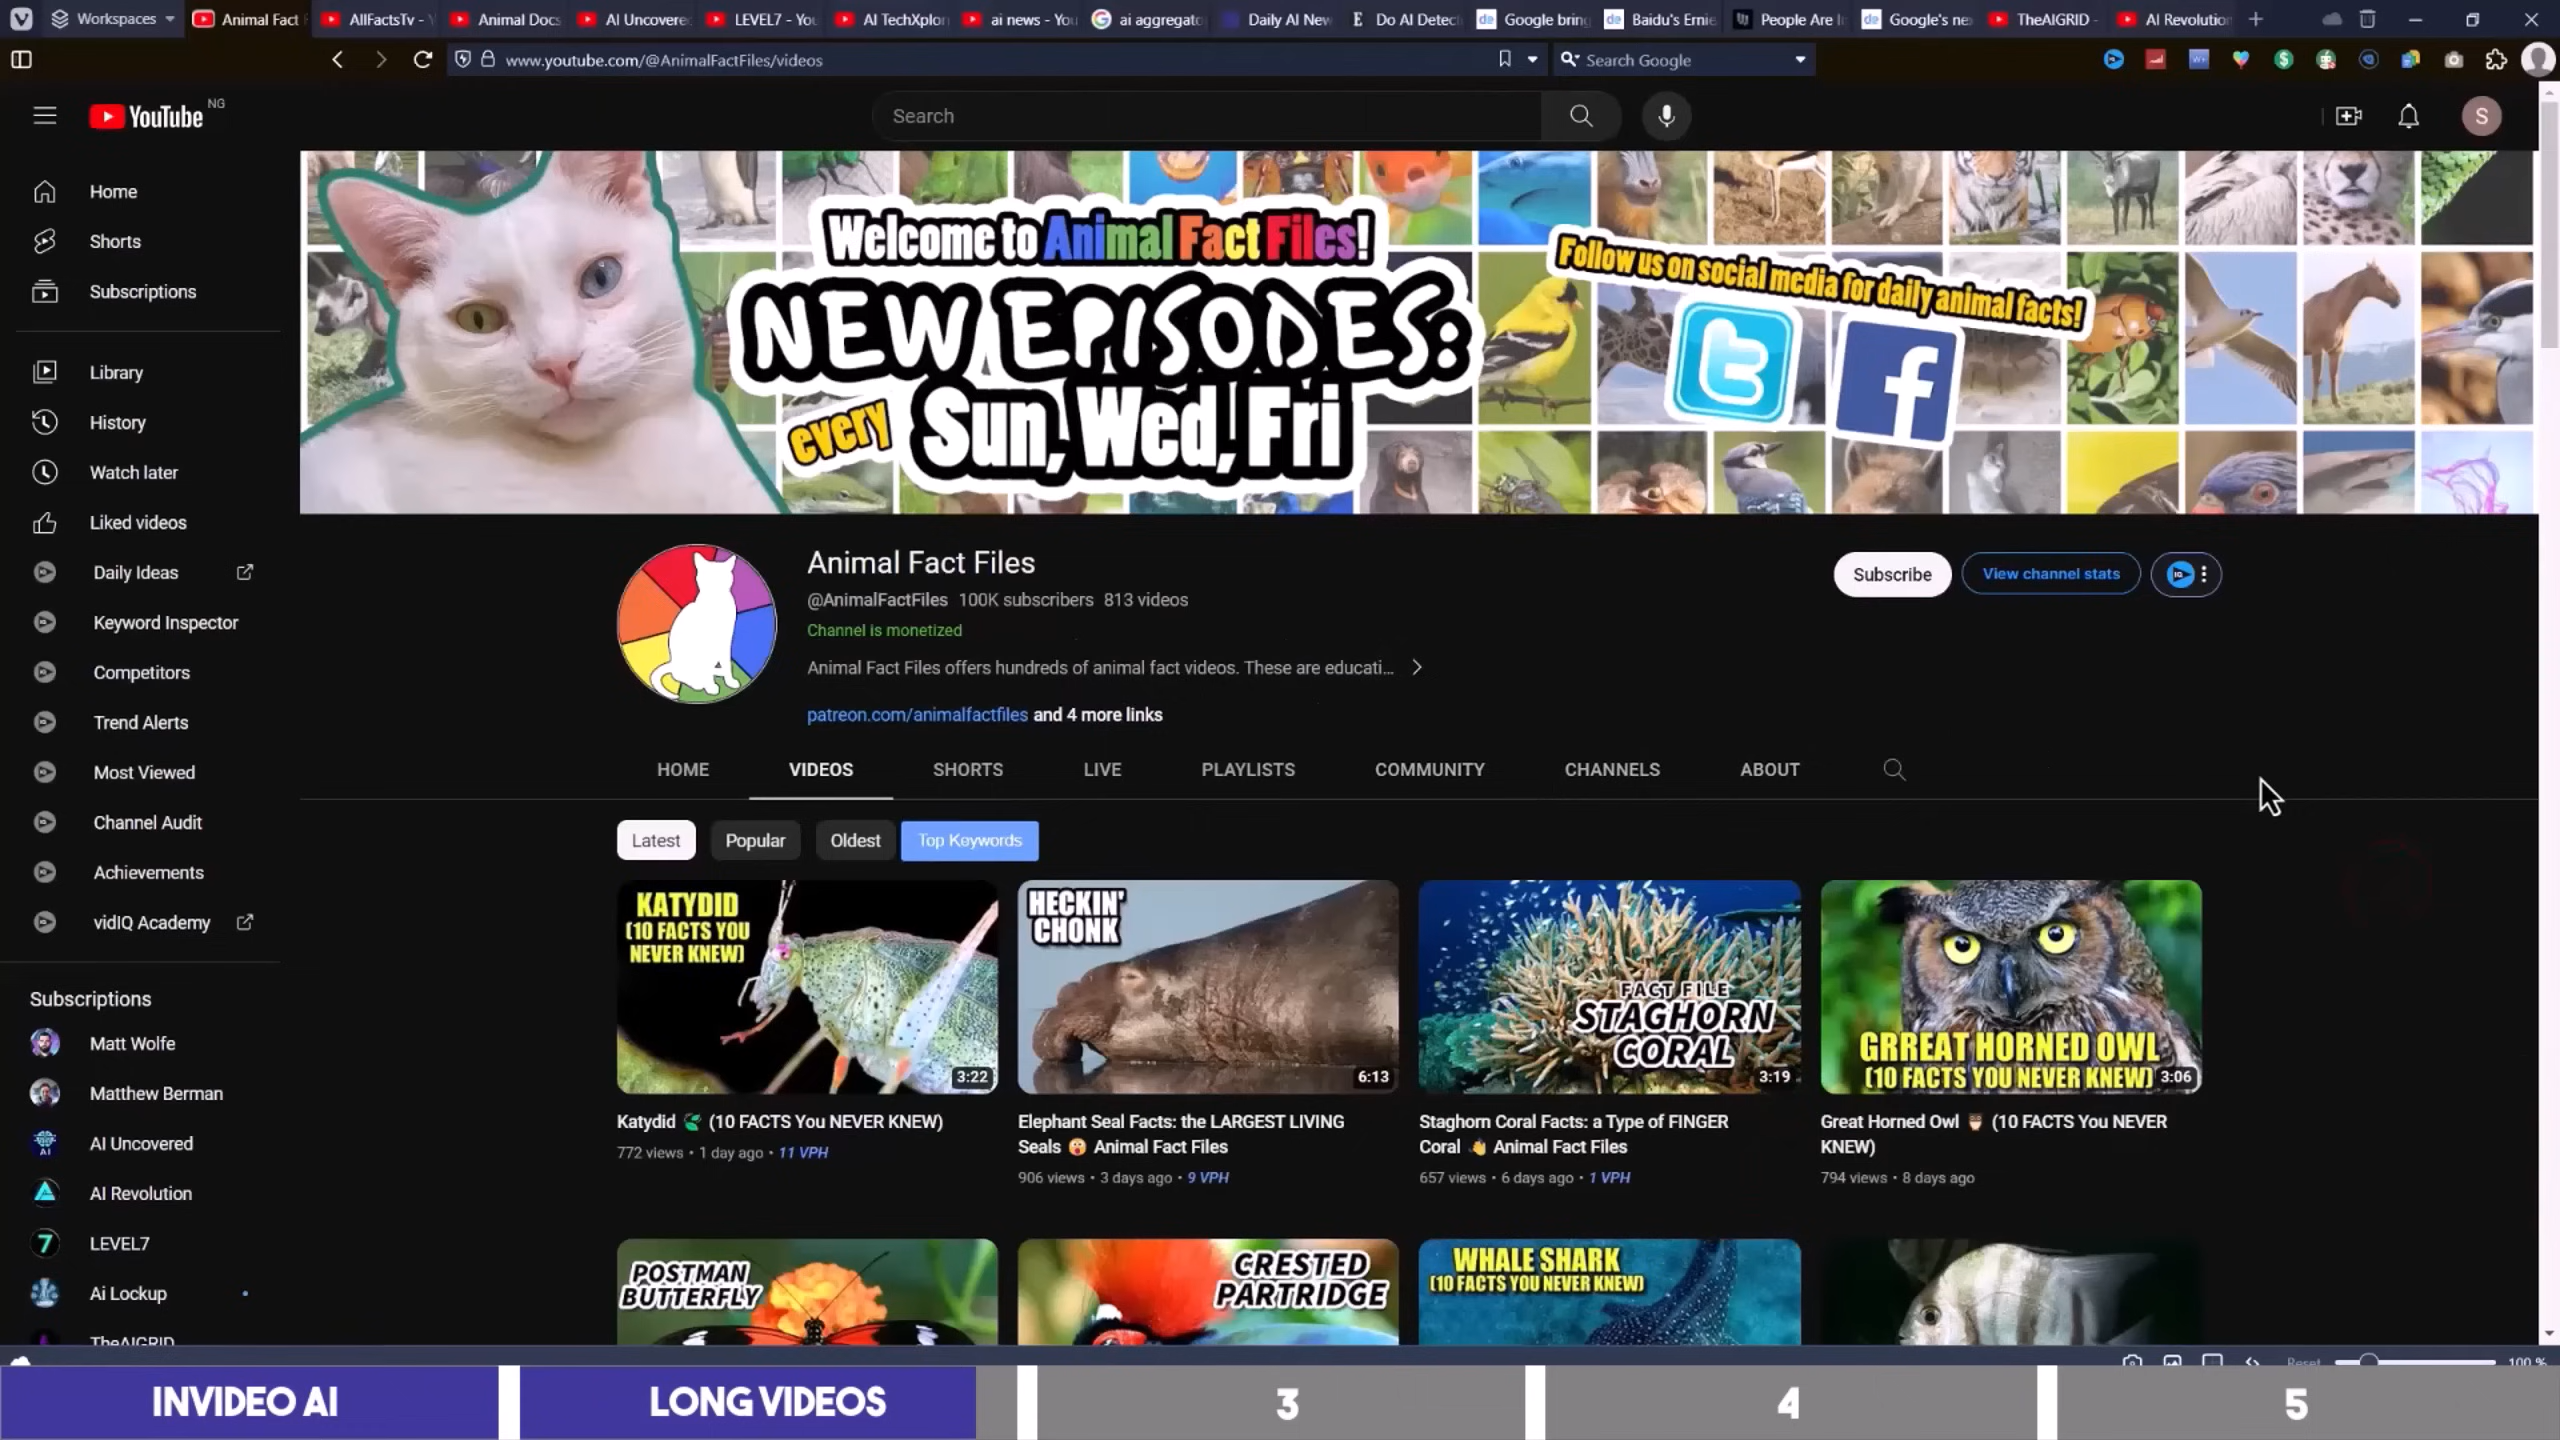 Workspaces
Animal Fact
AllFactsTv -
Animal Docs
AI Uncovere
LEVEL7 - You
AI TechXplor
ai news - You
ai aggregato
Daily AI New
Do AI Detect
Google bring
Baidu's Ernie
People Are In
Google's ne
TheAIGRID -
AI Revolution
www.youtube.com/@AnimalFactFiles/videos
Search Google
YouTube
NG
Search
S
Home
Shorts
Subscriptions
Library
History
Watch later
Liked videos
Daily Ideas
Keyword Inspector
Competitors
Trend Alerts
Most Viewed
Channel Audit
Achievements
vidIQ Academy
Subscriptions
Matt Wolfe
Matthew Berman
AI Uncovered
AI Revolution
LEVEL7
Ai Lockup
TheAIGRID
Welcome to Animal Fact Files!
NEW EPISODES:
every Sun, Wed, Fri
Follow us on social media for daily animal facts!
Animal Fact Files
@AnimalFactFiles 100K subscribers 813 videos
Channel is monetized
Animal Fact Files offers hundreds of animal fact videos. These are educati...
patreon.com/animalfactfiles and 4 more links
Subscribe
View channel stats
HOME
VIDEOS
SHORTS
LIVE
PLAYLISTS
COMMUNITY
CHANNELS
ABOUT
Latest
Popular
Oldest
Top Keywords
KATYDID
(10 FACTS YOU
NEVER KNEW)
3:22
Katydid (10 FACTS You NEVER KNEW)
772 views • 1 day ago • 11 VPH
HECKIN'
CHONK
6:13
Elephant Seal Facts: the LARGEST LIVING
Seals 😲 Animal Fact Files
906 views • 3 days ago • 9 VPH
FACT FILE
STAGHORN
CORAL
3:19
Staghorn Coral Facts: a Type of FINGER
Coral Animal Fact Files
657 views • 6 days ago • 1 VPH
GRREAT HORNED OWL
(10 FACTS YOU NEVER KNEW)
3:06
Great Horned Owl 🦉 (10 FACTS You NEVER
KNEW)
794 views • 8 days ago
POSTMAN
BUTTERFLY
CRESTED
PARTRIDGE
WHALE SHARK
(10 FACTS YOU NEVER KNEW)
Reset
100 %
INVIDEO AI
LONG VIDEOS
3
4
5